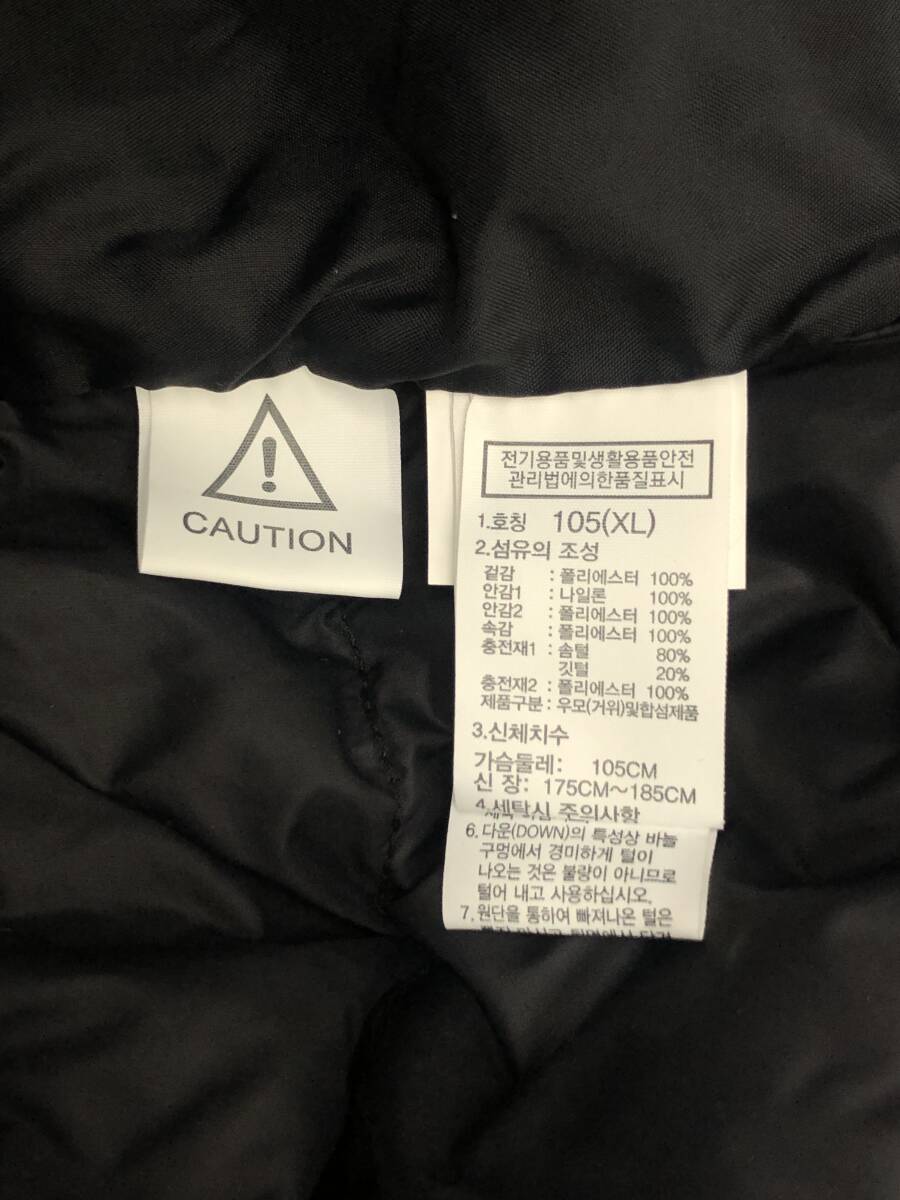 CAUTION
전기용품및생활용품안전
관리법에의한품질표시
1.호칭 105(XL)
2.섬유의 조성
겉감 : 폴리에스터 100%
안감1 : 나일론 100%
안감2 : 폴리에스터 100%
속감 : 폴리에스터 100%
충전재1 : 솜털 80%
깃털 20%
충전재2 : 폴리에스터 100%
제품구분 : 우모(거위)및합섬제품
3.신체치수
가슴둘레: 105CM
신 장: 175CM~185CM
4.세탁시 주의사항
6.다운(DOWN)의 특성상 바늘
구멍에서 경미하게 털이
나오는 것은 불량이 아니므로
털어 내고 사용하십시오.
7.원단을 통하여 빠져나온 털은